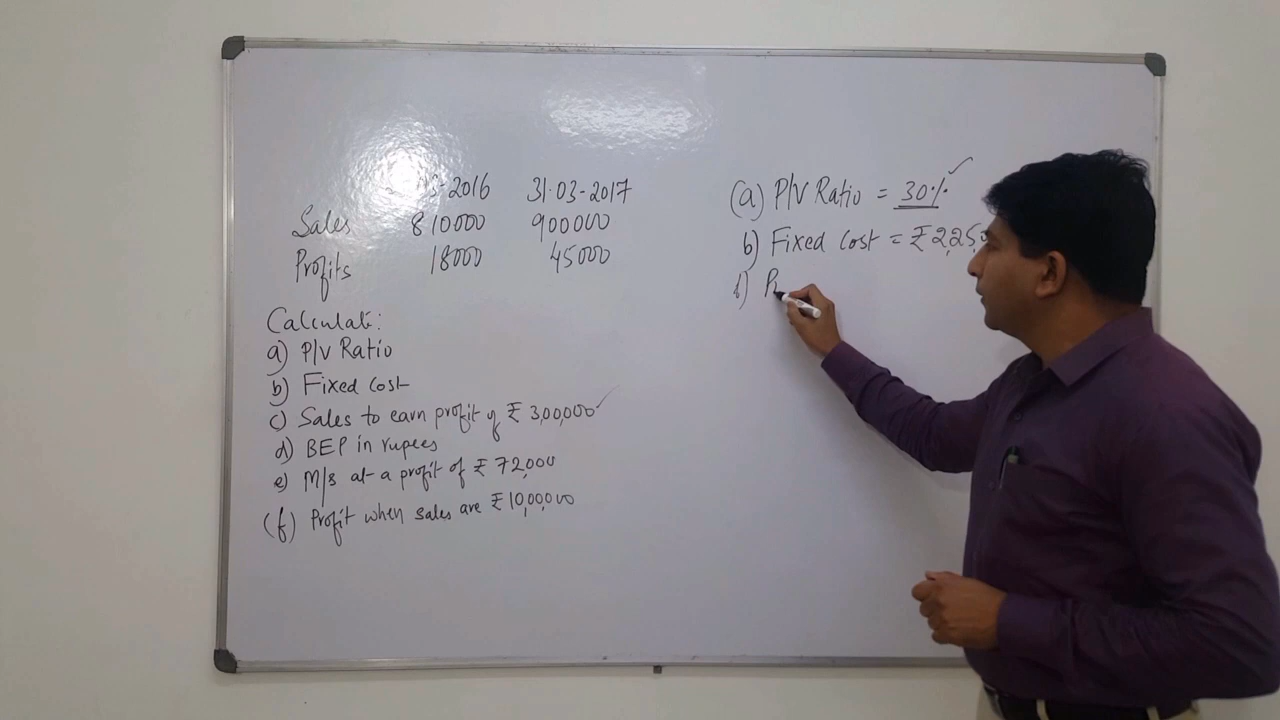 -2016 31-03-2017
Sales 810000 900000
Profits 18000 45000
Calculate:
a) P/V Ratio
b) Fixed Cost
c) Sales to earn profit of ₹ 3,00,000 ✓
d) BEP in rupees
e) M/s at a profit of ₹ 72,000
(f) Profit when sales are ₹ 10,00,000
(a) P/V Ratio = 30% ✓
b) Fixed Cost = ₹ 2,25,
f) Pr